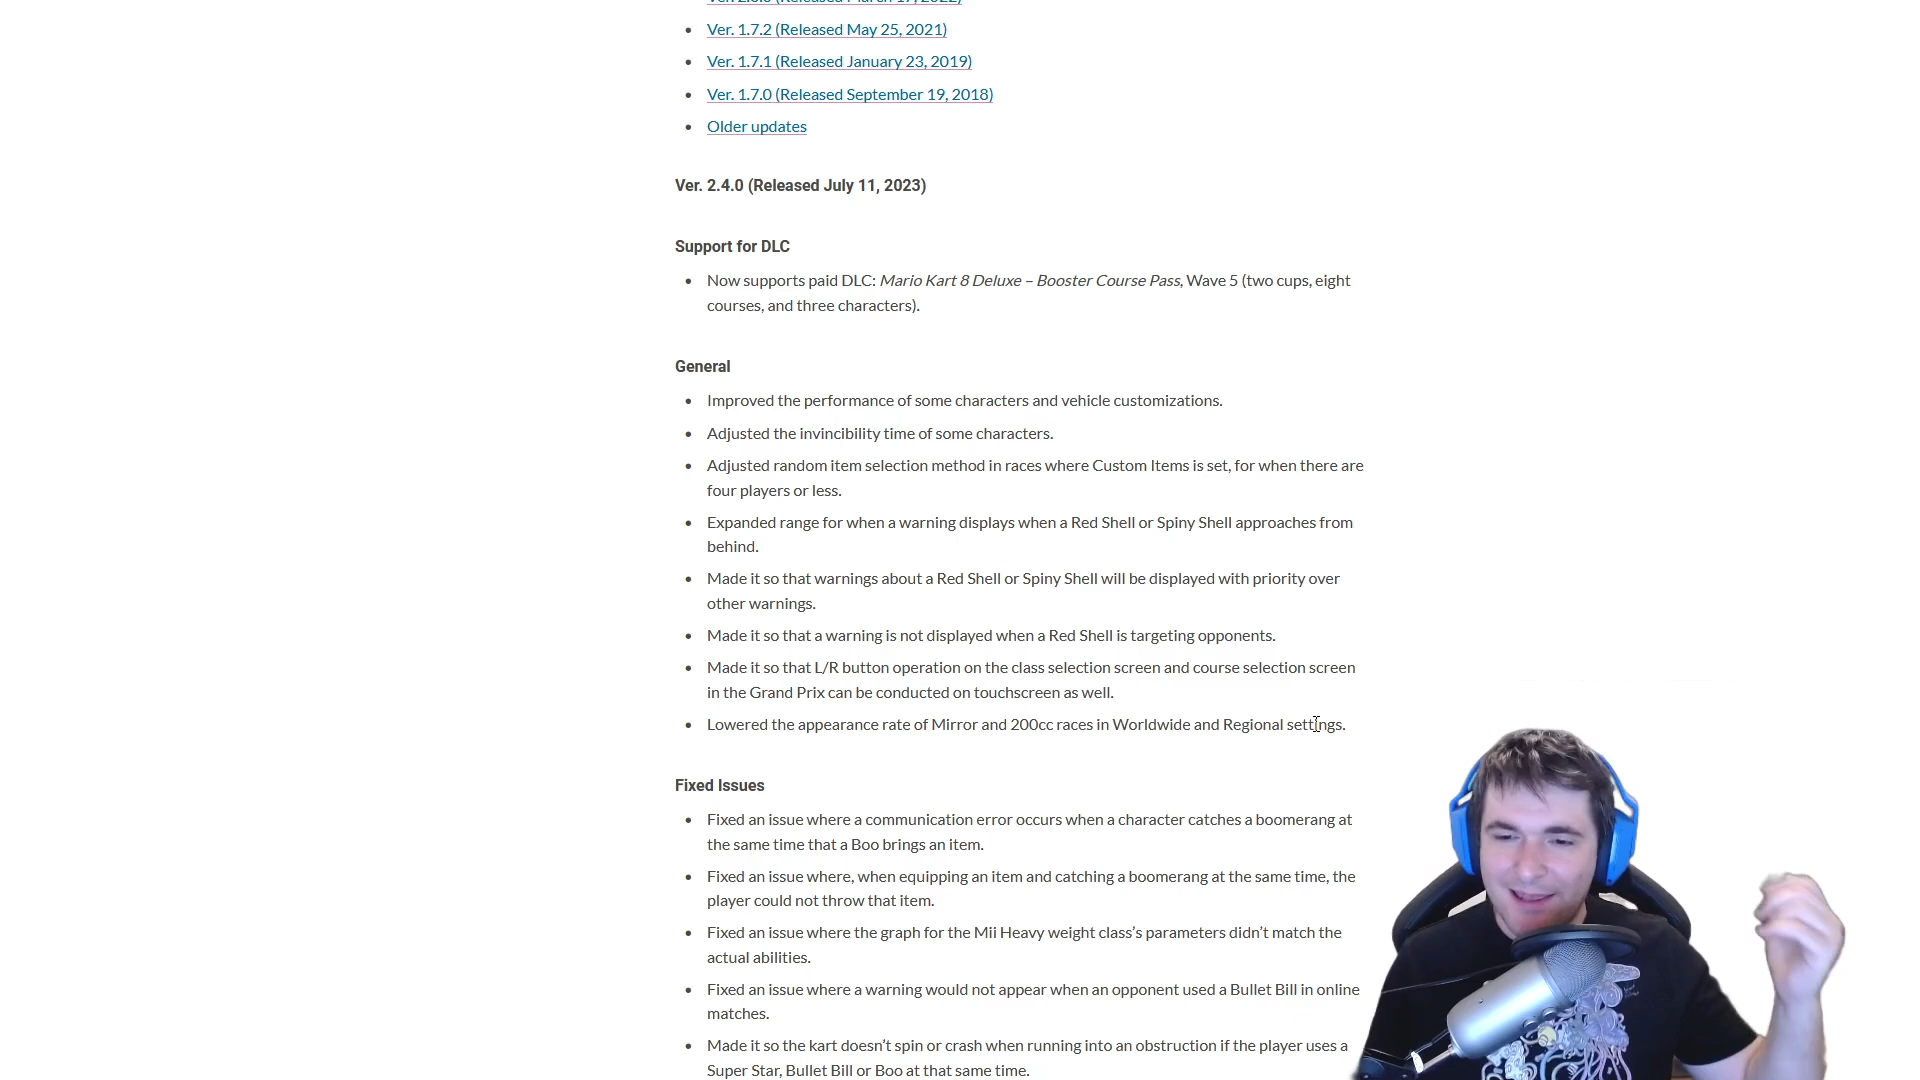 Ver. 1.7.2 (Released May 25, 2021)
Ver. 1.7.1 (Released January 23, 2019)
Ver. 1.7.0 (Released September 19, 2018)
Older updates
Ver. 2.4.0 (Released July 11, 2023)
Support for DLC
Now supports paid DLC: Mario Kart 8 Deluxe – Booster Course Pass, Wave 5 (two cups, eight
courses, and three characters).
General
Improved the performance of some characters and vehicle customizations.
Adjusted the invincibility time of some characters.
Adjusted random item selection method in races where Custom Items is set, for when there are
four players or less.
Expanded range for when a warning displays when a Red Shell or Spiny Shell approaches from
behind.
Made it so that warnings about a Red Shell or Spiny Shell will be displayed with priority over
other warnings.
Made it so that a warning is not displayed when a Red Shell is targeting opponents.
Made it so that L/R button operation on the class selection screen and course selection screen
in the Grand Prix can be conducted on touchscreen as well.
Lowered the appearance rate of Mirror and 200cc races in Worldwide and Regional settings.
Fixed Issues
Fixed an issue where a communication error occurs when a character catches a boomerang at
the same time that a Boo brings an item.
Fixed an issue where, when equipping an item and catching a boomerang at the same time, the
player could not throw that item.
Fixed an issue where the graph for the Mii Heavy weight class’s parameters didn’t match the
actual abilities.
Fixed an issue where a warning would not appear when an opponent used a Bullet Bill in online
matches.
Made it so the kart doesn’t spin or crash when running into an obstruction if the player uses a
Super Star, Bullet Bill or Boo at that same time.